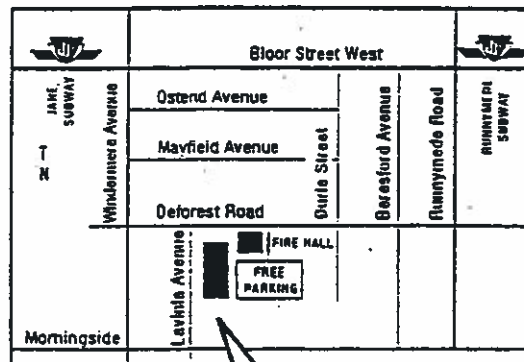 Bloor Street West
JANE
SUBWAY
N
Windermere Avenue
Ostend Avenue
Mayfield Avenue
Deforest Road
Durie Street
Beresford Avenue
Runnymede Road
RUNNYMEDE
SUBWAY
Lavinia Avenue
FIRE HALL
FREE
PARKING
Morningside